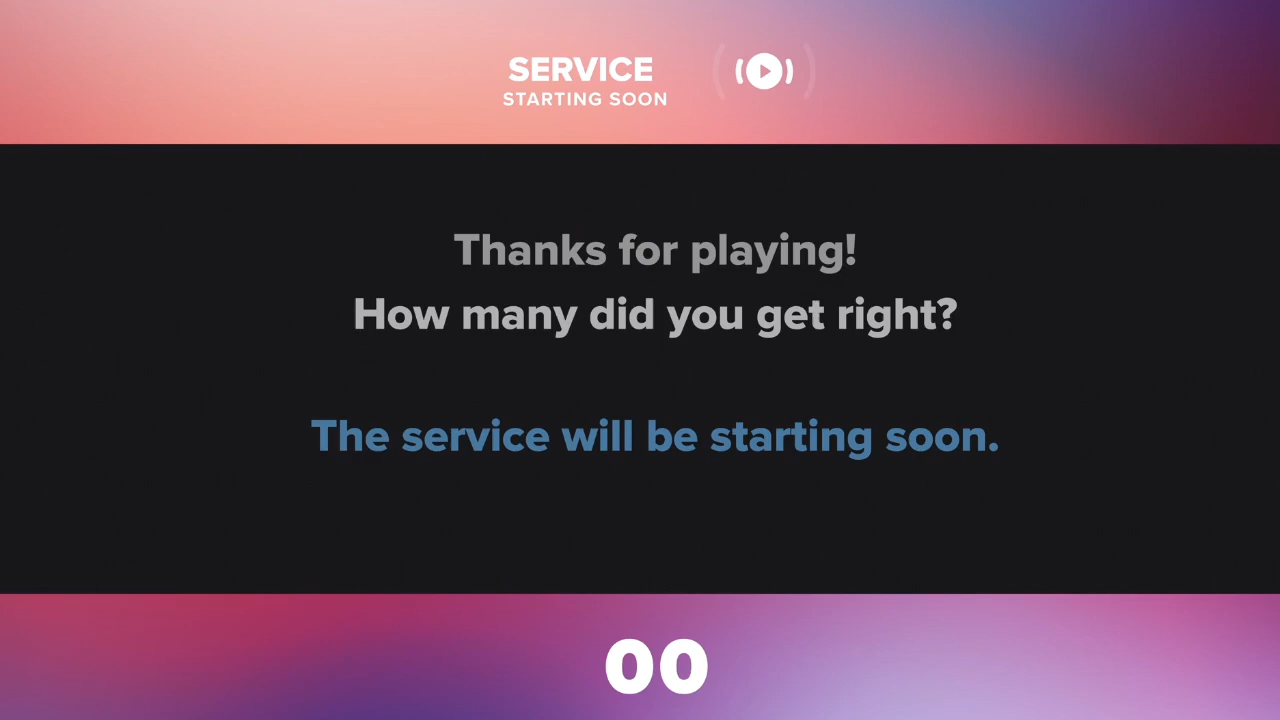 SERVICE
STARTING SOON
Thanks for playing!
How many did you get right?
The service will be starting soon.
00